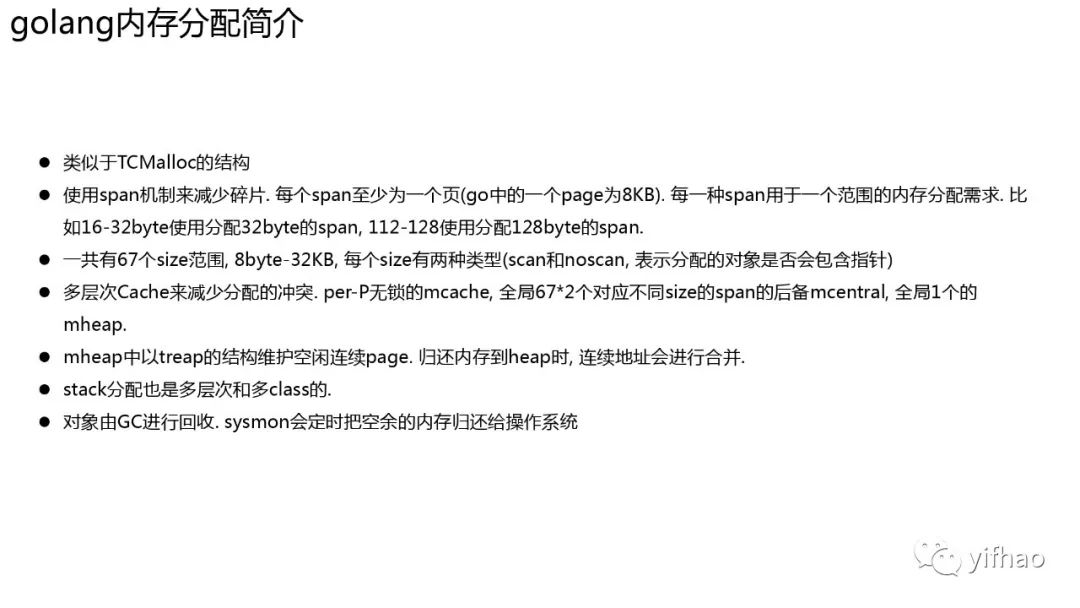 golang内存分配简介
● 类似于TCMalloc的结构
● 使用span机制来减少碎片. 每个span至少为一个页(go中的一个page为8KB). 每一种span用于一个范围的内存分配需求. 比
如16-32byte使用分配32byte的span, 112-128使用分配128byte的span.
● 一共有67个size范围, 8byte-32KB, 每个size有两种类型(scan和noscan, 表示分配的对象是否会包含指针)
● 多层次Cache来减少分配的冲突. per-P无锁的mcache, 全局67*2个对应不同size的span的后备mcentral, 全局1个的
mheap.
● mheap中以treap的结构维护空闲连续page. 归还内存到heap时, 连续地址会进行合并.
● stack分配也是多层次和多class的.
● 对象由GC进行回收. sysmon会定时把空余的内存归还给操作系统
yifhao